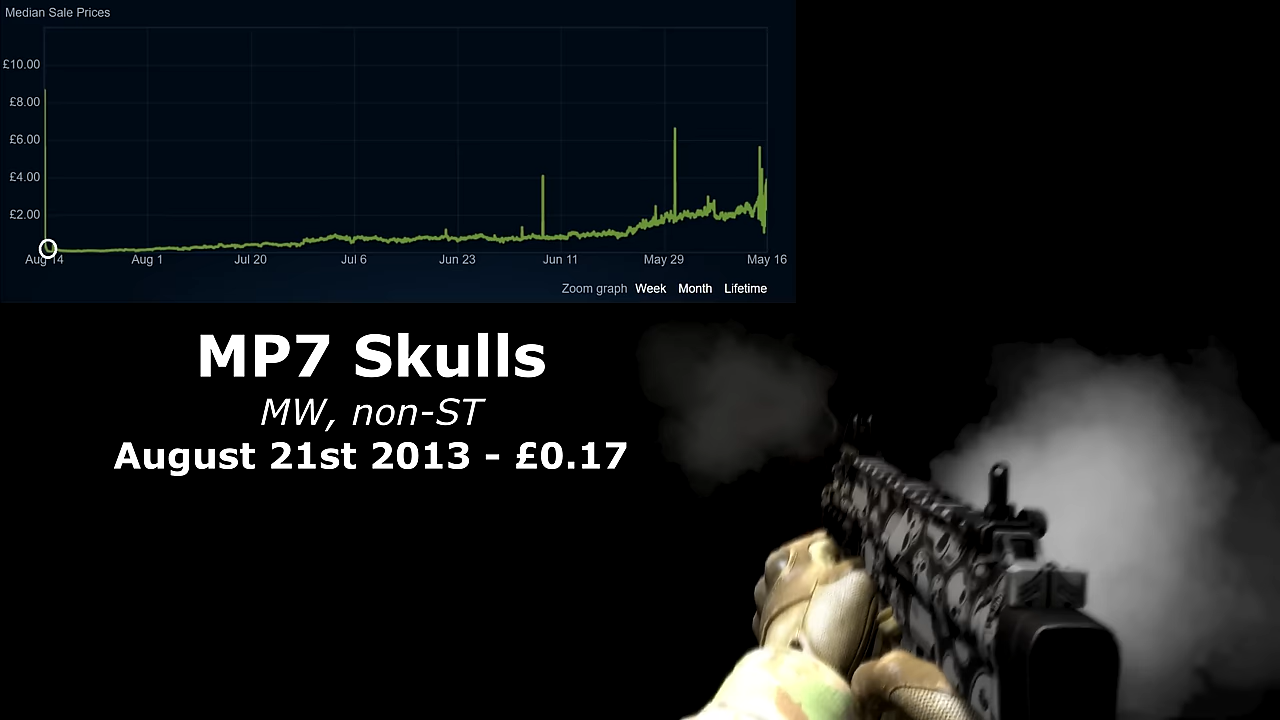 Median Sale Prices
£10.00
£8.00
£6.00
£4.00
£2.00
Aug 14 Aug 1 Jul 20 Jul 6 Jun 23 Jun 11 May 29 May 16
Zoom graph Week Month Lifetime
MP7 Skulls
MW, non-ST
August 21st 2013 - £0.17